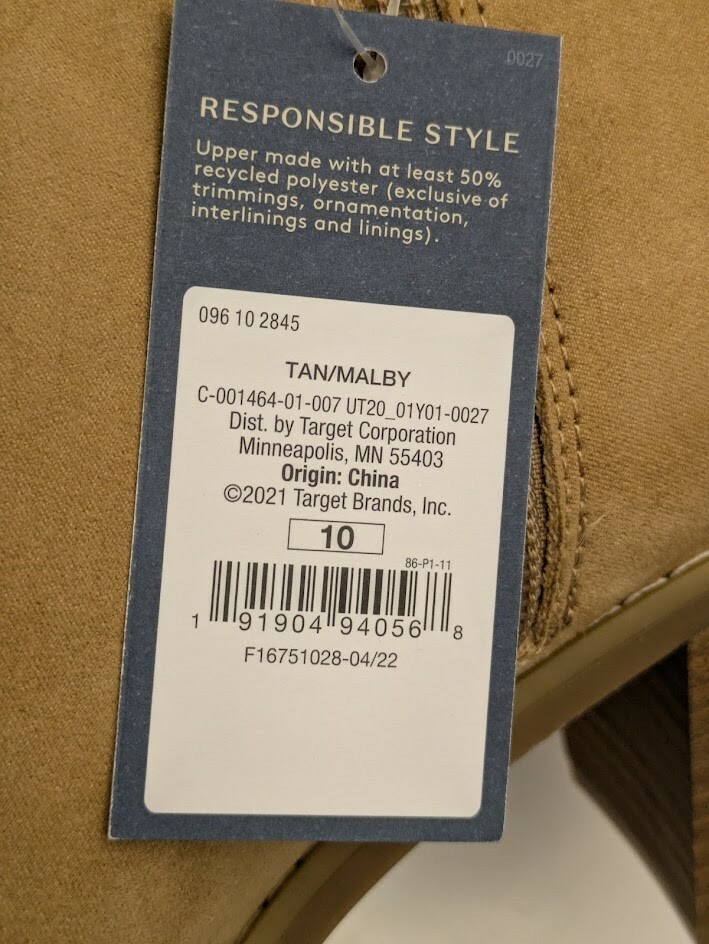 0027
RESPONSIBLE STYLE
Upper made with at least 50%
recycled polyester (exclusive of
trimmings, ornamentation,
interlinings and linings).
096 10 2845
TAN/MALBY
C-001464-01-007 UT20_01Y01-0027
Dist. by Target Corporation
Minneapolis, MN 55403
Origin: China
©2021 Target Brands, Inc.
10
86-P1-11
1 91904 94056 8
F16751028-04/22